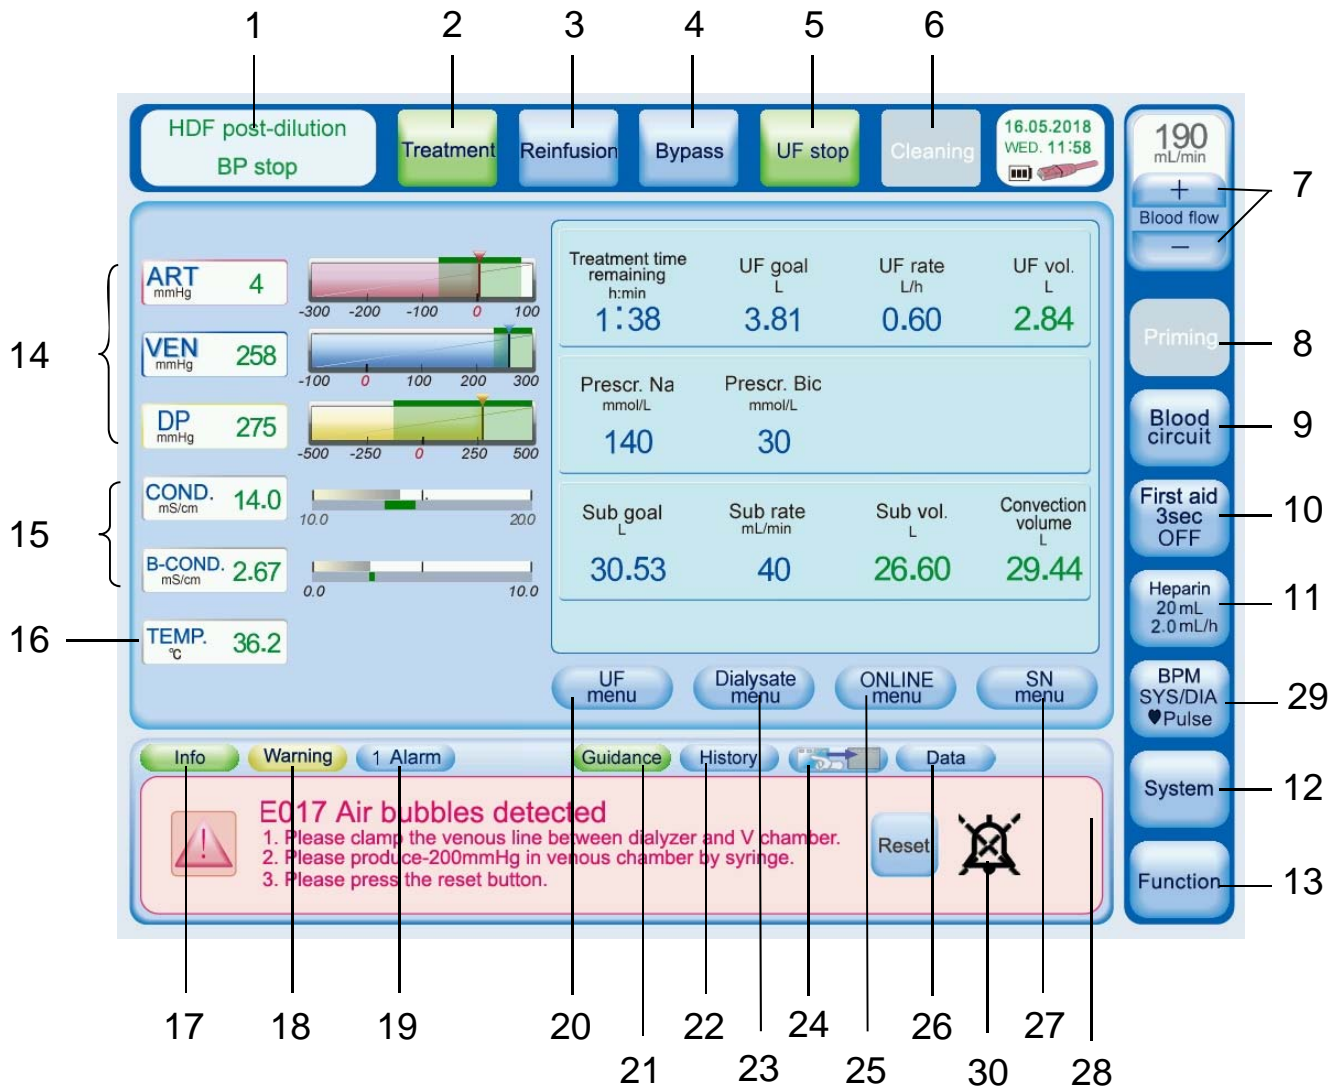 1 2 3 4 5 6
HDF post-dilution
BP stop
Treatment
Reinfusion
Bypass
UF stop
Cleaning
16.05.2018
WED. 11:58
190
mL/min
+
Blood flow
−
7
Priming
8
Blood
circuit
9
First aid
3sec
OFF
10
Heparin
20 mL
2.0 mL/h
11
BPM
SYS/DIA
♥Pulse
29
System
12
Function
13
14
ART
mmHg
4
-300 -200 -100 0 100
VEN
mmHg
258
-100 0 100 200 300
DP
mmHg
275
-500 -250 0 250 500
15
COND.
mS/cm
14.0
10.0 20.0
B-COND.
mS/cm
2.67
0.0 10.0
16
TEMP.
°C
36.2
Treatment time
remaining
h:min
1:38
UF goal
L
3.81
UF rate
L/h
0.60
UF vol.
L
2.84
Prescr. Na
mmol/L
140
Prescr. Bic
mmol/L
30
Sub goal
L
30.53
Sub rate
mL/min
40
Sub vol.
L
26.60
Convection
volume
L
29.44
UF
menu
Dialysate
menu
ONLINE
menu
SN
menu
Info
Warning
1 Alarm
Guidance
History
Data
E017 Air bubbles detected
1. Please clamp the venous line between dialyzer and V chamber.
2. Please produce-200mmHg in venous chamber by syringe.
3. Please press the reset button.
Reset
17 18 19 20 22 24 26 27
21 23 25 30 28